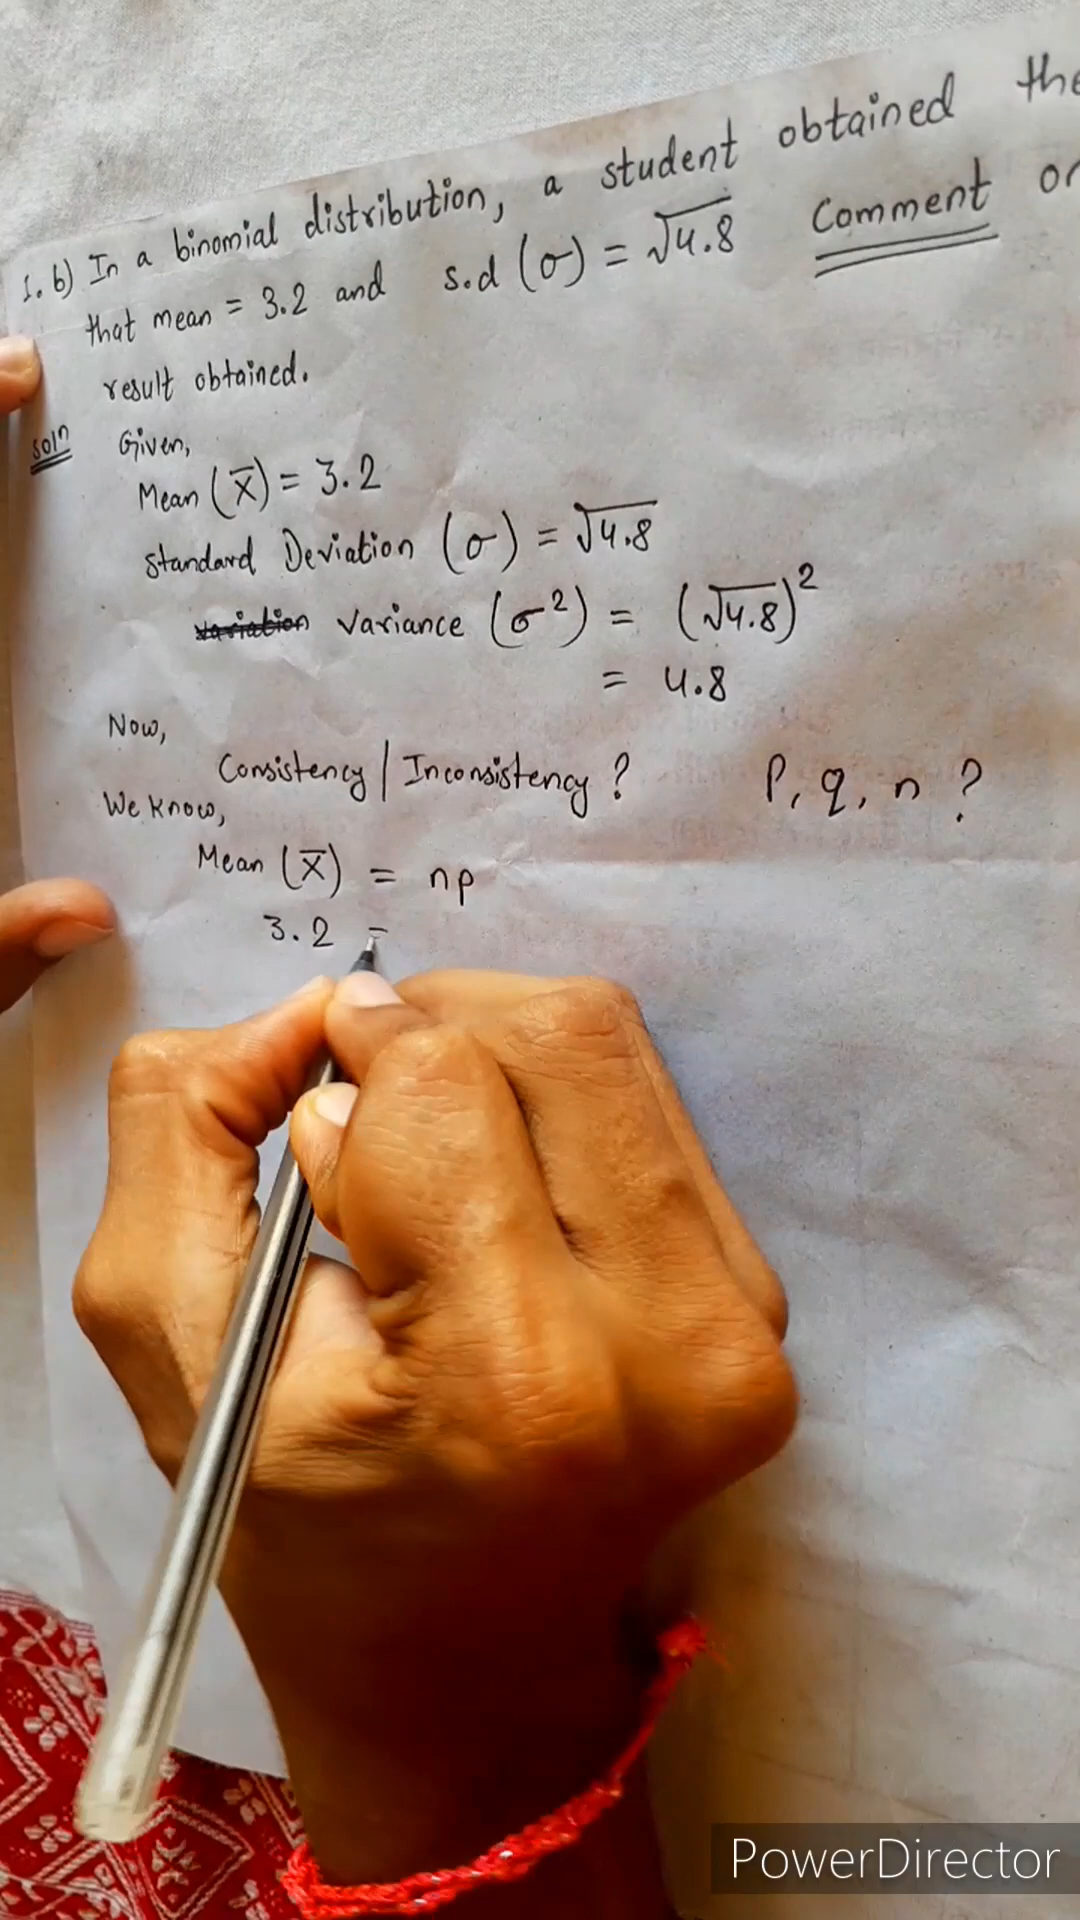 1. b) In a binomial distribution, a student obtained the
that mean = 3.2 and s.d (σ) = √4.8 Comment on
result obtained.
soln Given,
Mean (X̄) = 3.2
Standard Deviation (σ) = √4.8
variation variance (σ²) = (√4.8)²
= 4.8
Now,
Consistency / Inconsistency ? P, q, n ?
We know,
Mean (X̄) = np
3.2 =
PowerDirector